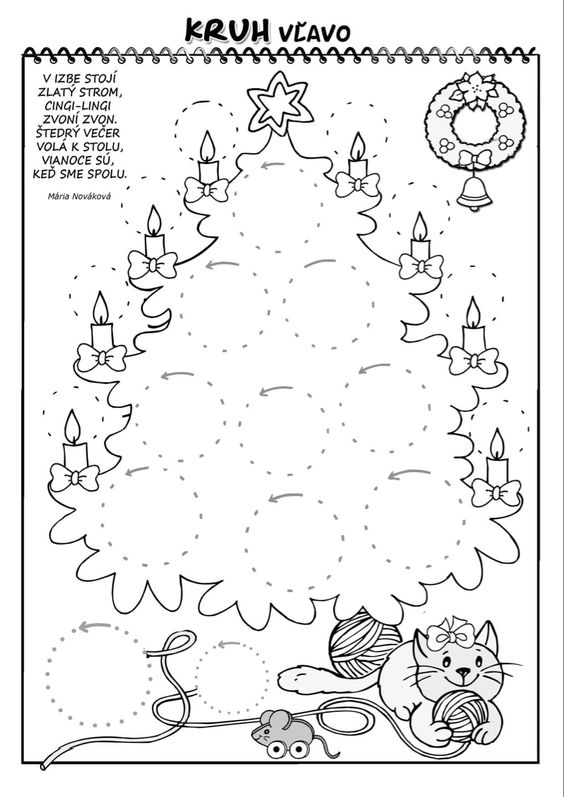 KRUH VĽAVO
V IZBE STOJÍ
ZLATÝ STROM,
CINGI-LINGI
ZVONÍ ZVON.
ŠTEDRÝ VEČER
VOLÁ K STOLU,
VIANOCE SÚ,
KEĎ SME SPOLU.
Mária Nováková